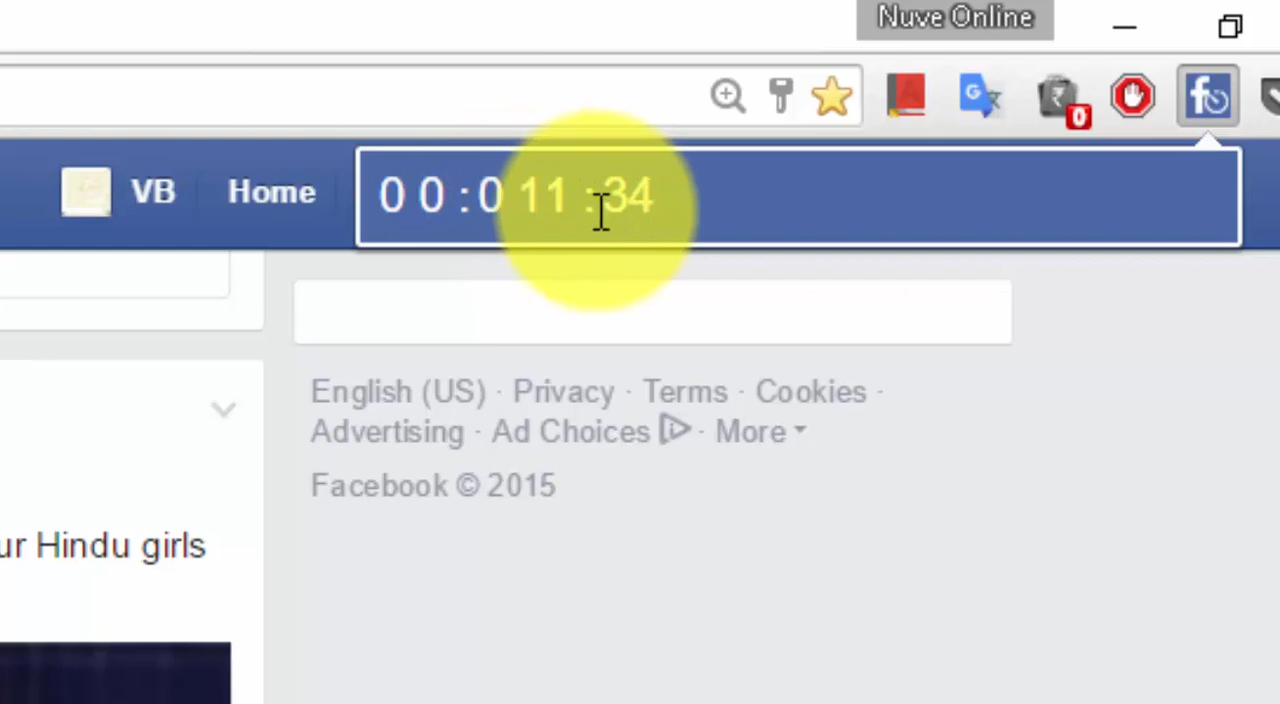 Nuve Online
0
VB Home 0 0 : 0 11 : 34
English (US) · Privacy · Terms · Cookies ·
Advertising · Ad Choices · More
Facebook © 2015
ur Hindu girls